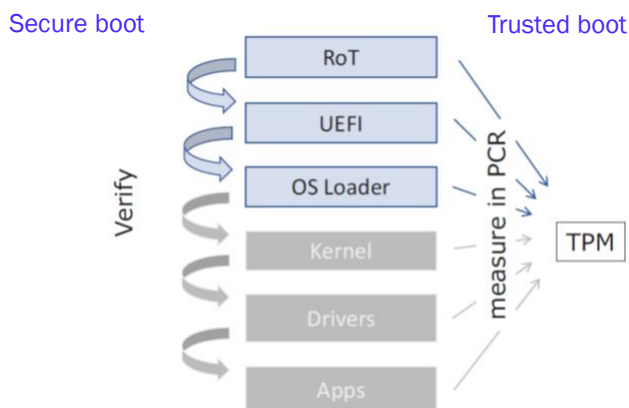 Secure boot
Trusted boot
RoT
UEFI
OS Loader
Kernel
Drivers
Apps
Verify
measure in PCR
TPM